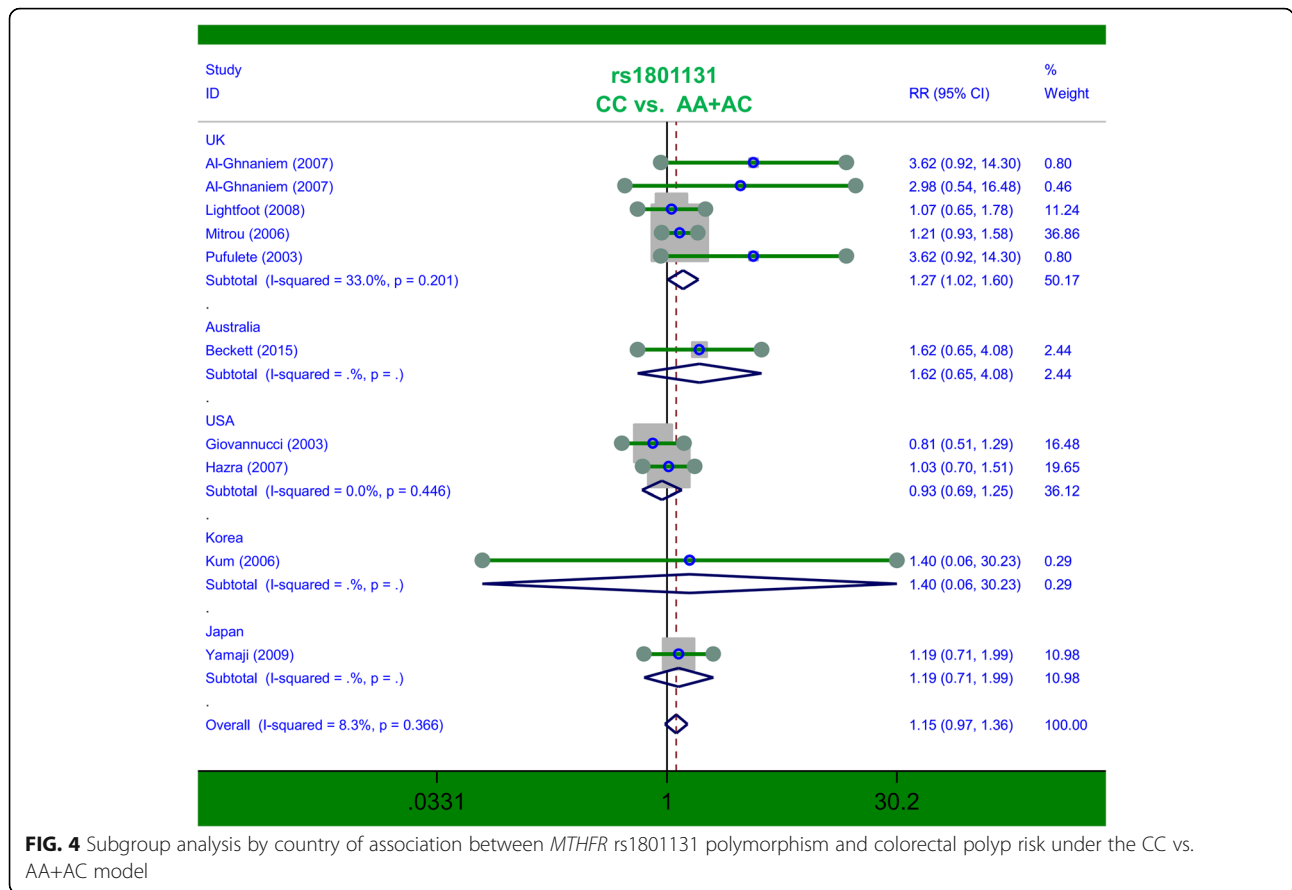 Study
ID
rs1801131
CC vs. AA+AC
RR (95% CI)
%
Weight
UK
Al-Ghnaniem (2007) 3.62 (0.92, 14.30) 0.80
Al-Ghnaniem (2007) 2.98 (0.54, 16.48) 0.46
Lightfoot (2008) 1.07 (0.65, 1.78) 11.24
Mitrou (2006) 1.21 (0.93, 1.58) 36.86
Pufulete (2003) 3.62 (0.92, 14.30) 0.80
Subtotal (I-squared = 33.0%, p = 0.201) 1.27 (1.02, 1.60) 50.17
.
Australia
Beckett (2015) 1.62 (0.65, 4.08) 2.44
Subtotal (I-squared = .%, p = .) 1.62 (0.65, 4.08) 2.44
.
USA
Giovannucci (2003) 0.81 (0.51, 1.29) 16.48
Hazra (2007) 1.03 (0.70, 1.51) 19.65
Subtotal (I-squared = 0.0%, p = 0.446) 0.93 (0.69, 1.25) 36.12
.
Korea
Kum (2006) 1.40 (0.06, 30.23) 0.29
Subtotal (I-squared = .%, p = .) 1.40 (0.06, 30.23) 0.29
.
Japan
Yamaji (2009) 1.19 (0.71, 1.99) 10.98
Subtotal (I-squared = .%, p = .) 1.19 (0.71, 1.99) 10.98
.
Overall (I-squared = 8.3%, p = 0.366) 1.15 (0.97, 1.36) 100.00
.0331 1 30.2
FIG. 4 Subgroup analysis by country of association between MTHFR rs1801131 polymorphism and colorectal polyp risk under the CC vs.
AA+AC model